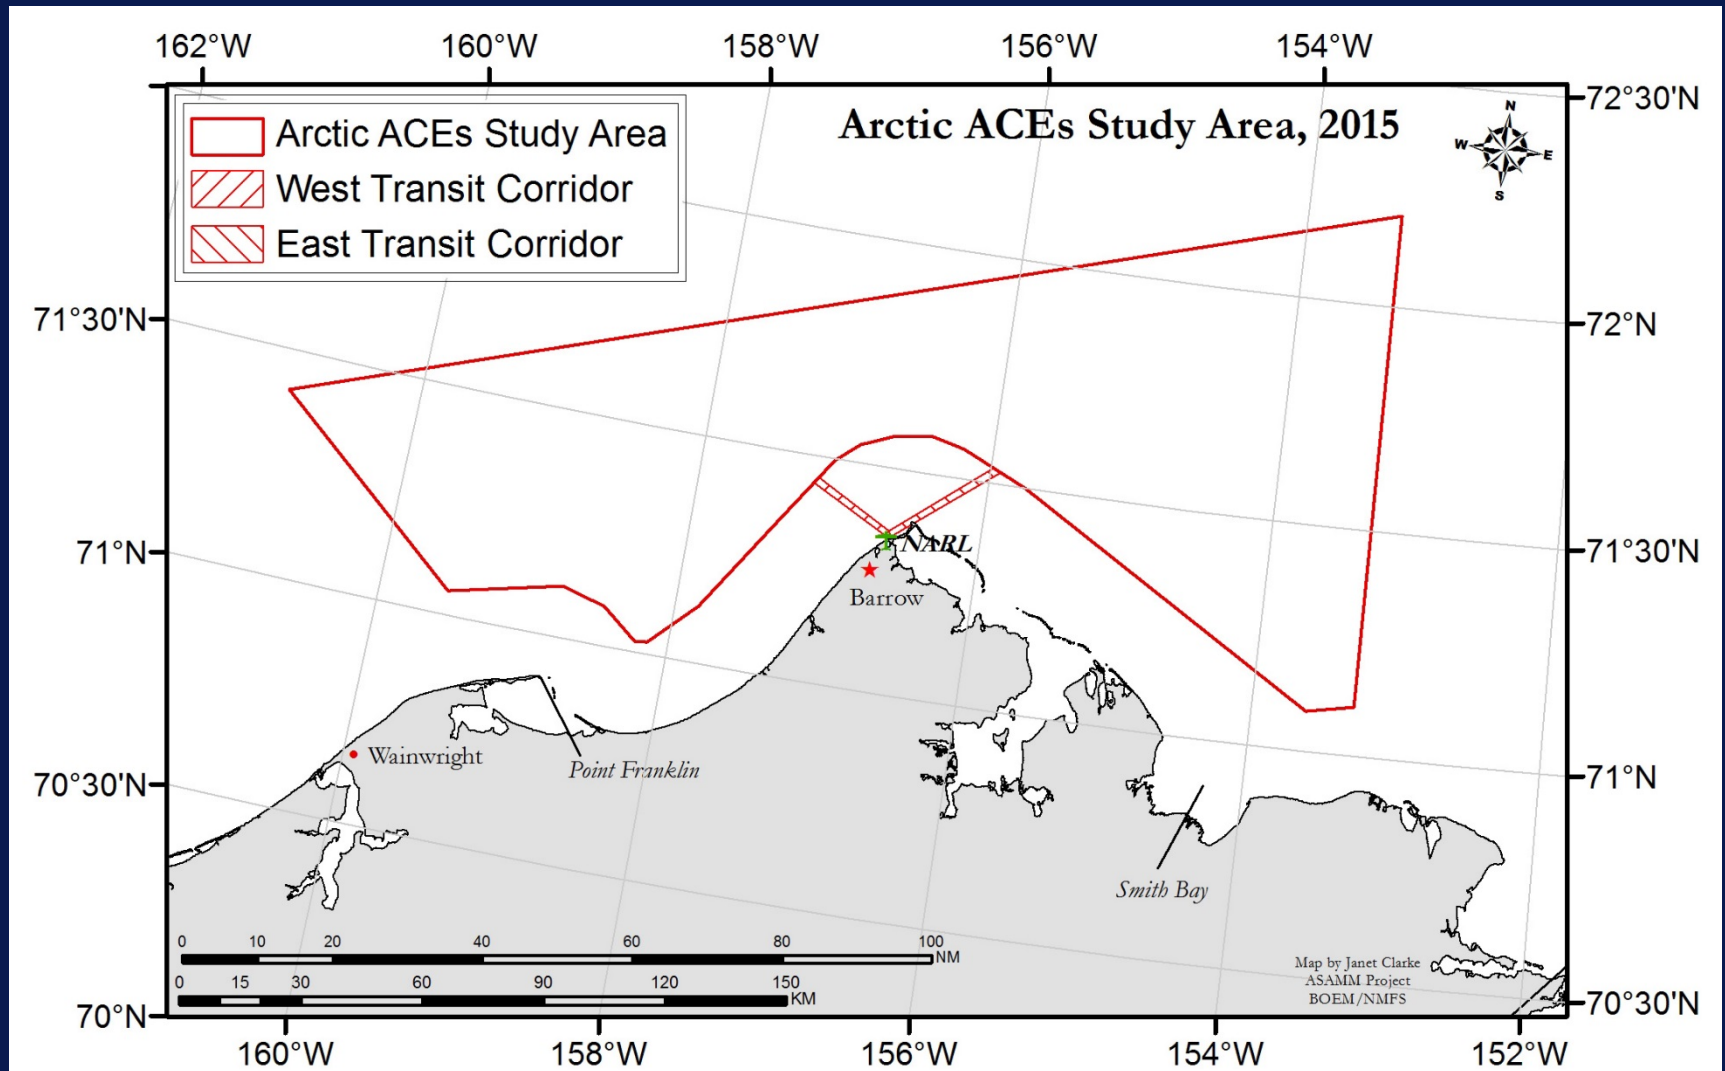 162°W 160°W 158°W 156°W 154°W
Arctic ACEs Study Area
West Transit Corridor
East Transit Corridor
Arctic ACEs Study Area, 2015
N
W E
S
72°30'N
71°30'N
72°N
71°N
71°30'N
70°30'N
71°N
70°N
70°30'N
NARL
Barrow
Wainwright
Point Franklin
Smith Bay
0 10 20 40 60 80 100
NM
0 15 30 60 90 120 150
KM
Map by Janet Clarke
ASAMM Project
BOEM/NMFS
160°W 158°W 156°W 154°W 152°W